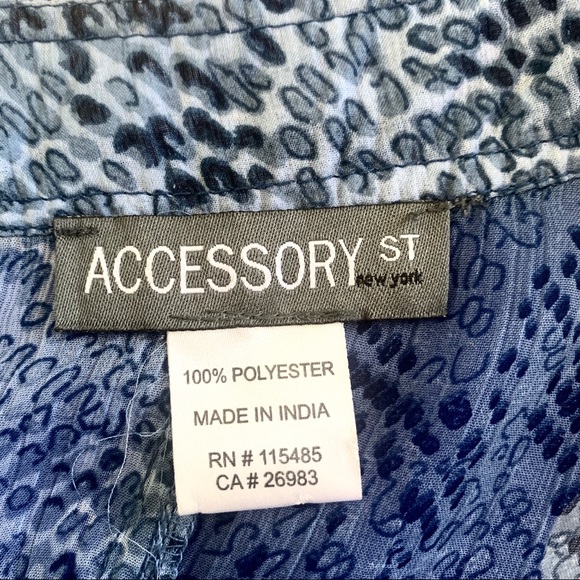 ACCESSORY ST
new york
100% POLYESTER
MADE IN INDIA
RN # 115485
CA # 26983